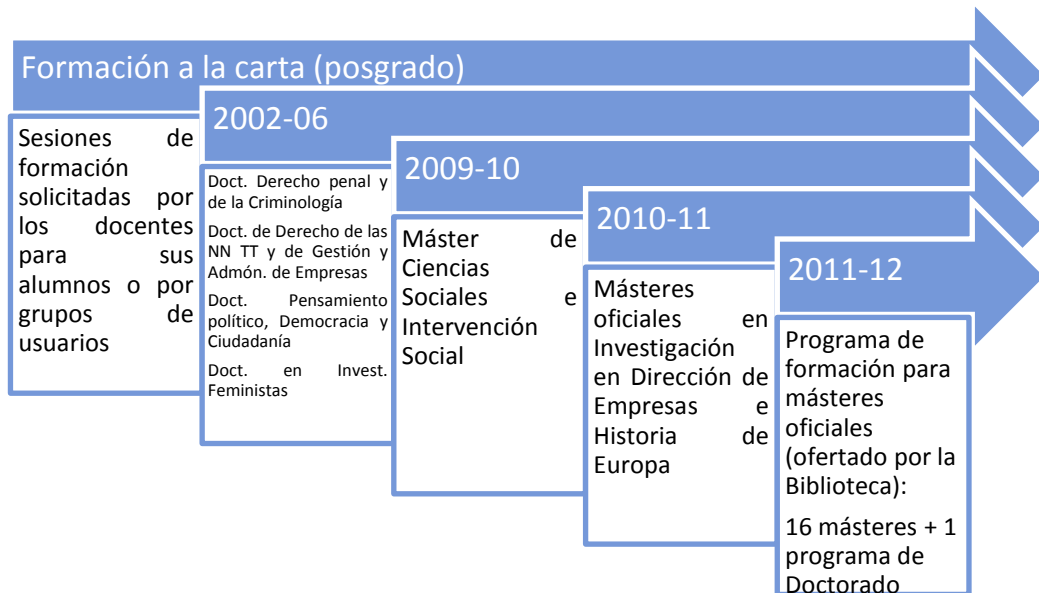 Formación a la carta (posgrado)
Sesiones de
formación
solicitadas por
los docentes
para sus
alumnos o por
grupos de
usuarios
2002-06
Doct. Derecho penal y
de la Criminología
Doct. de Derecho de las
NN TT y de Gestión y
Admón. de Empresas
Doct. Pensamiento
político, Democracia y
Ciudadanía
Doct. en Invest.
Feministas
2009-10
Máster de
Ciencias
Sociales e
Intervención
Social
2010-11
Másteres
oficiales en
Investigación
en Dirección de
Empresas e
Historia de
Europa
2011-12
Programa de
formación para
másteres
oficiales
(ofertado por la
Biblioteca):
16 másteres + 1
programa de
Doctorado